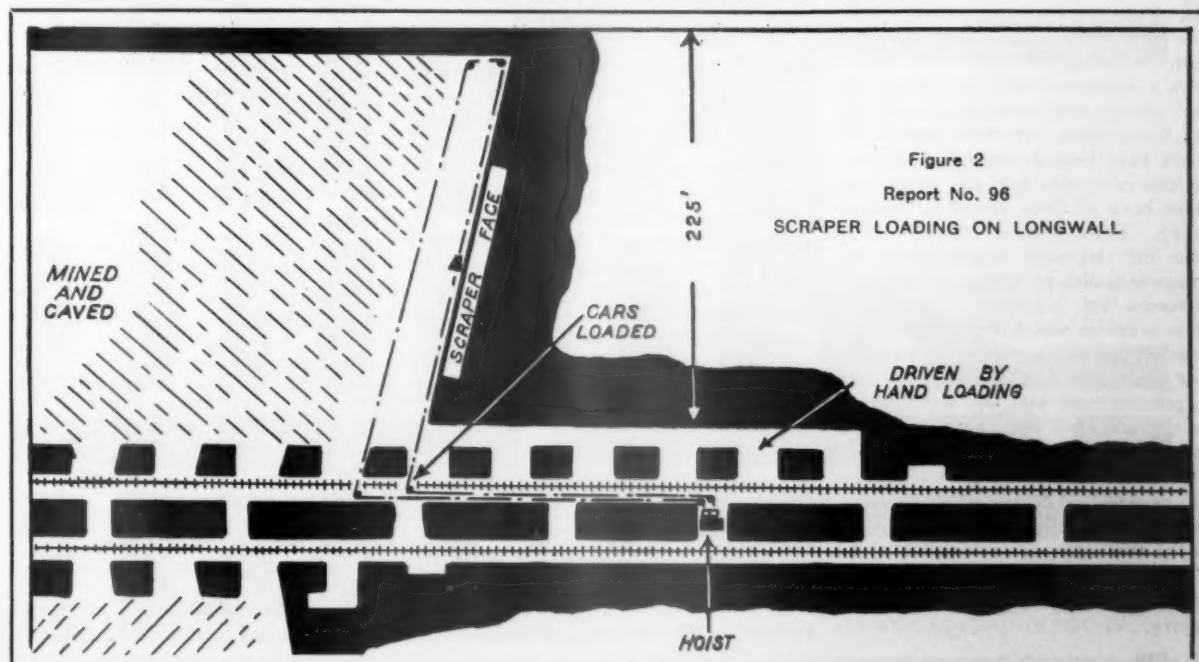 Figure 2
Report No. 96
SCRAPER LOADING ON LONGWALL
225'
MINED
AND
CAVED
SCRAPER FACE
CARS
LOADED
DRIVEN BY
HAND LOADING
HOIST